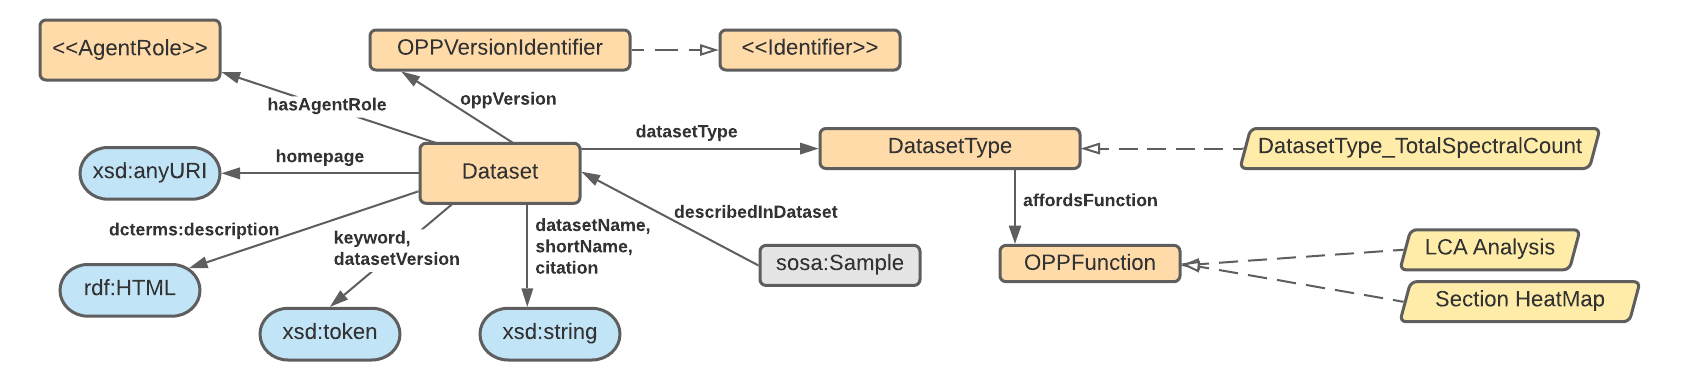 <<AgentRole>>
OPPVersionIdentifier
<<Identifier>>
hasAgentRole
oppVersion
datasetType
DatasetType
DatasetType_TotalSpectralCount
homepage
xsd:anyURI
Dataset
affordsFunction
describedInDataset
dcterms:description
keyword,
datasetVersion
datasetName,
shortName,
citation
sosa:Sample
OPPFunction
LCA Analysis
Section HeatMap
rdf:HTML
xsd:token
xsd:string